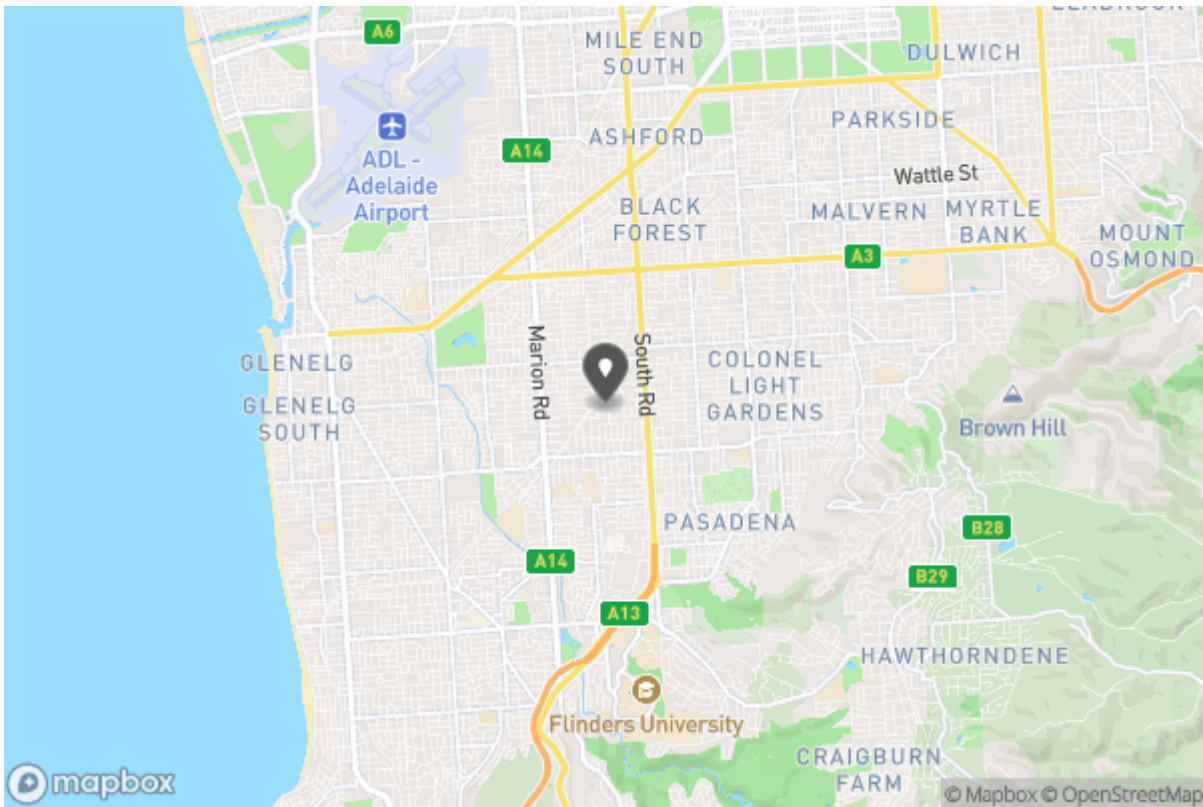 A6
MILE END
SOUTH
DULWICH
PARKSIDE
ASHFORD
A14
ADL -
Adelaide
Airport
Wattle St
BLACK
FOREST
MALVERN
MYRTLE
BANK
MOUNT
OSMOND
A3
Marion Rd
South Rd
GLENELG
GLENELG
SOUTH
COLONEL
LIGHT
GARDENS
Brown Hill
PASADENA
B28
A14
B29
A13
HAWTHORNDENE
Flinders University
CRAIGBURN
FARM
mapbox
© Mapbox © OpenStreetMap